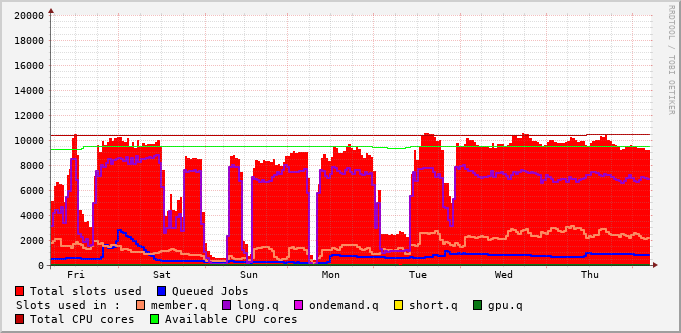 20000
18000
16000
14000
12000
10000
8000
6000
4000
2000
0
Fri Sat Sun Mon Tue Wed Thu
Total slots used Queued Jobs
Slots used in : member.q long.q ondemand.q short.q gpu.q
Total CPU cores Available CPU cores
RRDTOOL / TOBI OETIKER